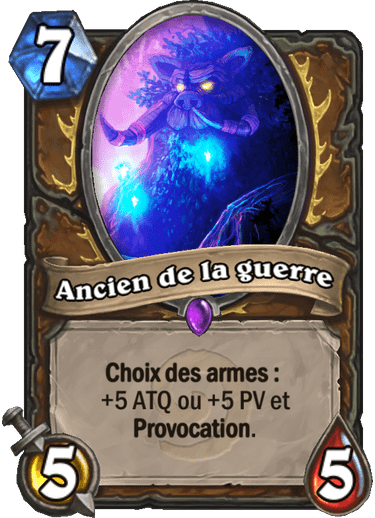 7
Ancien de la guerre
Choix des armes :
+5 ATQ ou +5 PV et
Provocation.
5 5